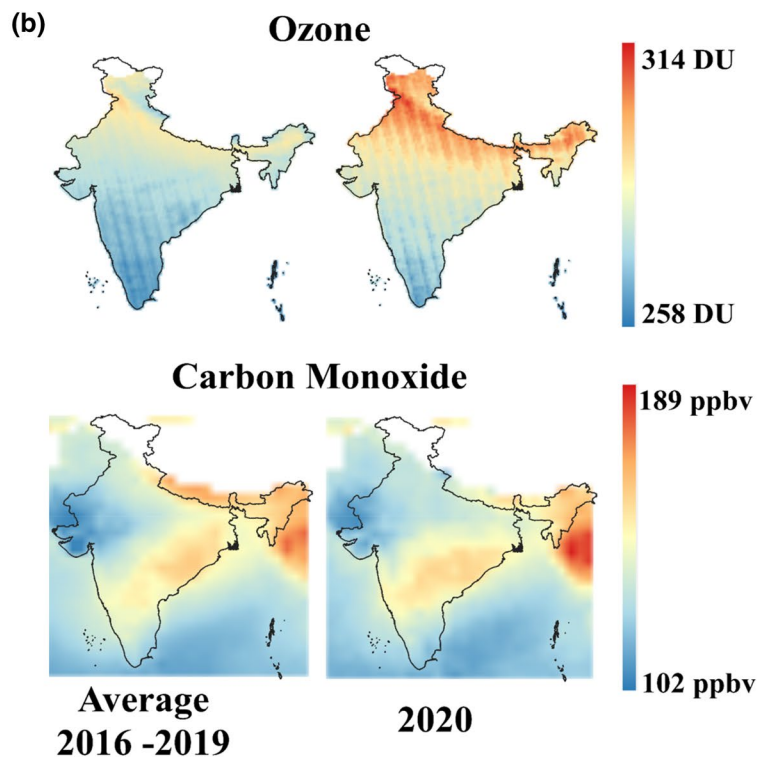 (b)
Ozone
314 DU
258 DU
Carbon Monoxide
189 ppbv
102 ppbv
Average
2016 -2019
2020